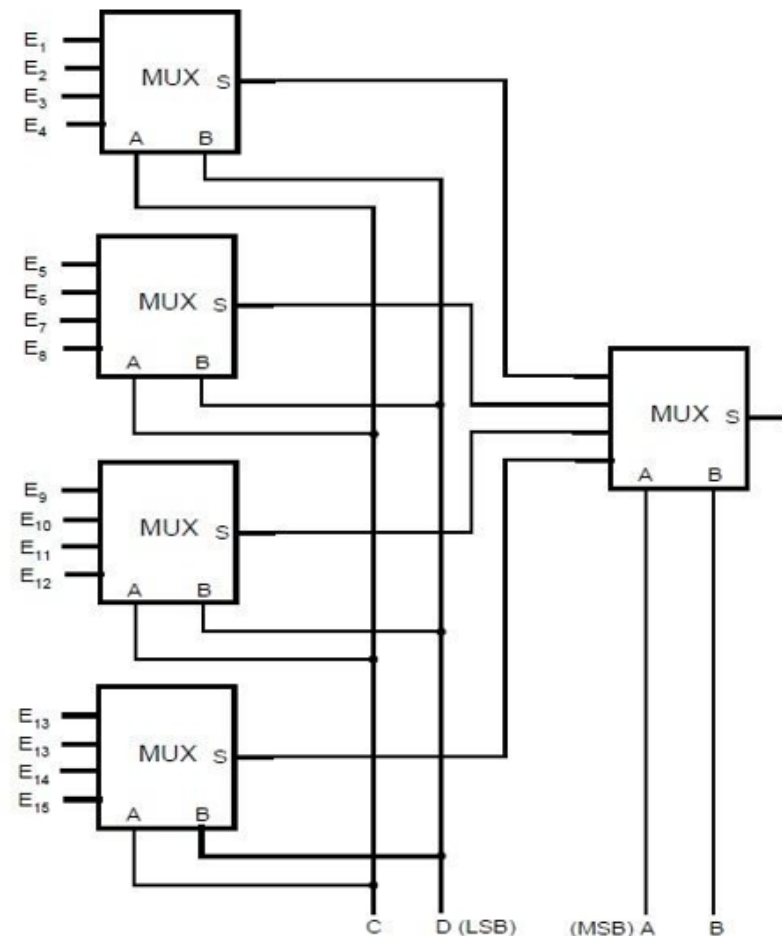 E₁
E₂
E₃
E₄
MUX S
A B
E₅
E₆
E₇
E₈
MUX S
A B
MUX S
A B
E₉
E₁₀
E₁₁
E₁₂
MUX S
A B
E₁₃
E₁₃
E₁₄
E₁₅
MUX S
A B
C D (LSB) (MSB) A B